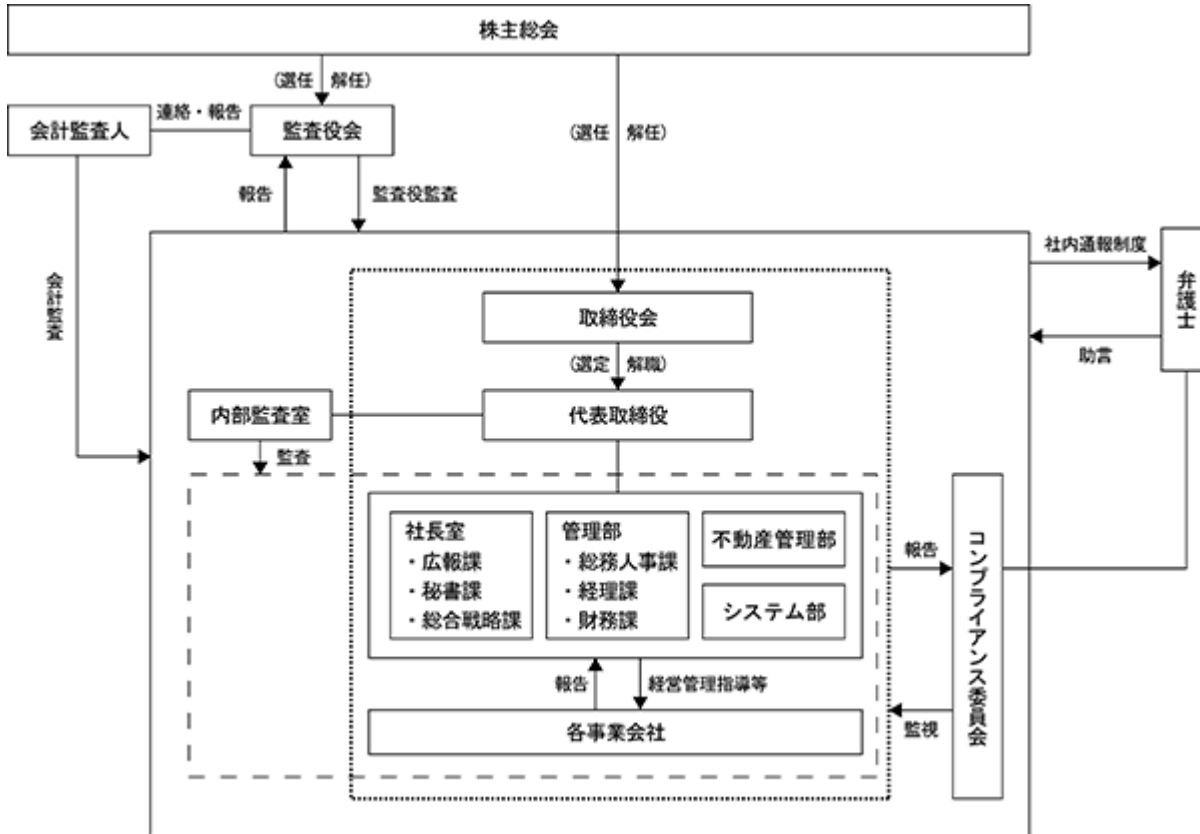 株主総会
(選任 解任)
(選任 解任)
会計監査人
連絡・報告
監査役会
報告
監査役監査
会計監査
社内通報制度
弁護士
助言
取締役会
(選定 解職)
内部監査室
代表取締役
監査
社長室
・広報課
・秘書課
・総合戦略課
管理部
・総務人事課
・経理課
・財務課
不動産管理部
システム部
報告
コンプライアンス委員会
報告
経営管理指導等
監視
各事業会社